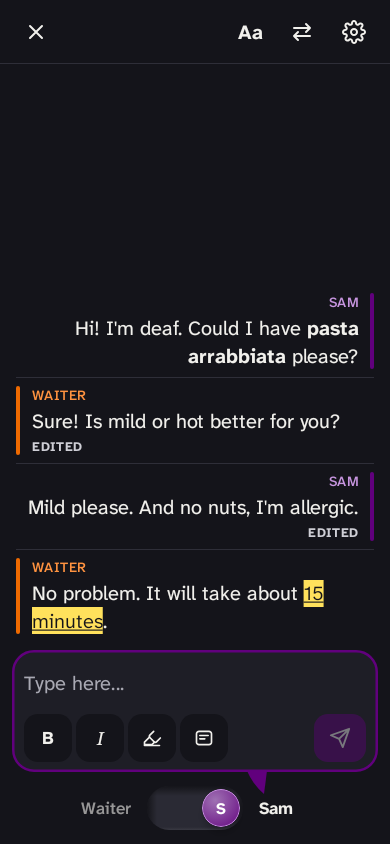 Aa
SAM
Hi! I'm deaf. Could I have pasta
arrabbiata please?
WAITER
Sure! Is mild or hot better for you?
EDITED
SAM
Mild please. And no nuts, I'm allergic.
EDITED
WAITER
No problem. It will take about 15
minutes.
Type here...
B I
Waiter S Sam